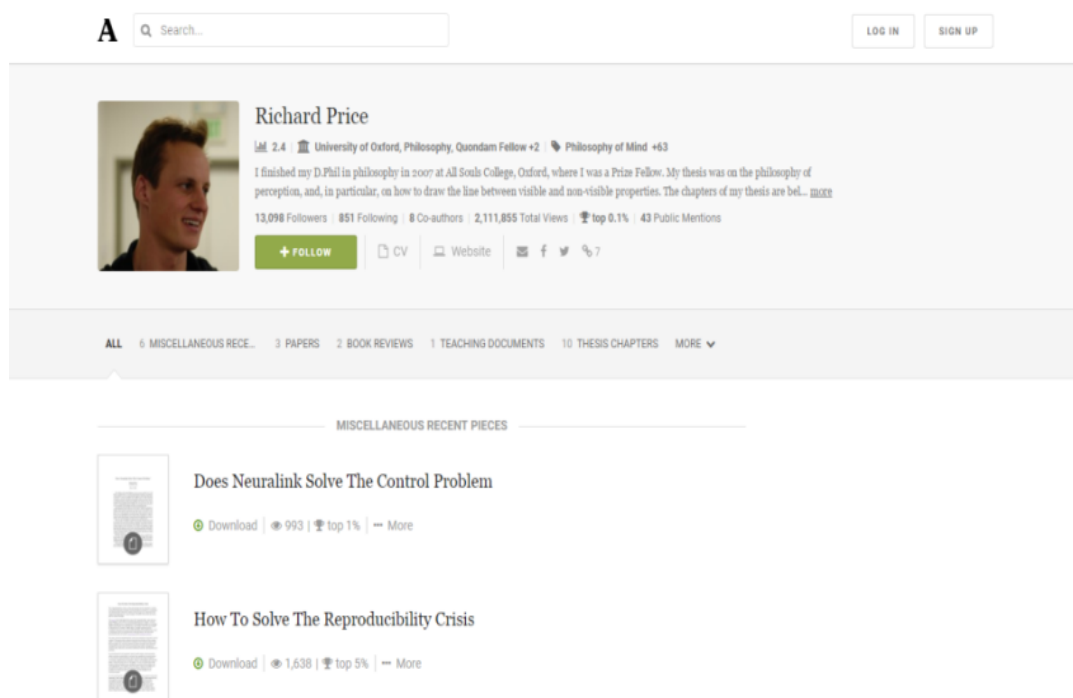 A
Search...
LOG IN
SIGN UP
Richard Price
2.4 | University of Oxford, Philosophy, Quondam Fellow +2 | Philosophy of Mind +63
I finished my D.Phil in philosophy in 2007 at All Souls College, Oxford, where I was a Prize Fellow. My thesis was on the philosophy of
perception, and, in particular, on how to draw the line between visible and non-visible properties. The chapters of my thesis are bel... more
13,098 Followers | 851 Following | 8 Co-authors | 2,111,855 Total Views | top 0.1% | 43 Public Mentions
+ FOLLOW | CV | Website | 7
ALL 6 MISCELLANEOUS RECE... 3 PAPERS 2 BOOK REVIEWS 1 TEACHING DOCUMENTS 10 THESIS CHAPTERS MORE
MISCELLANEOUS RECENT PIECES
Does Neuralink Solve The Control Problem
Download | 993 | top 1% | ••• More
How To Solve The Reproducibility Crisis
Download | 1,638 | top 5% | ••• More